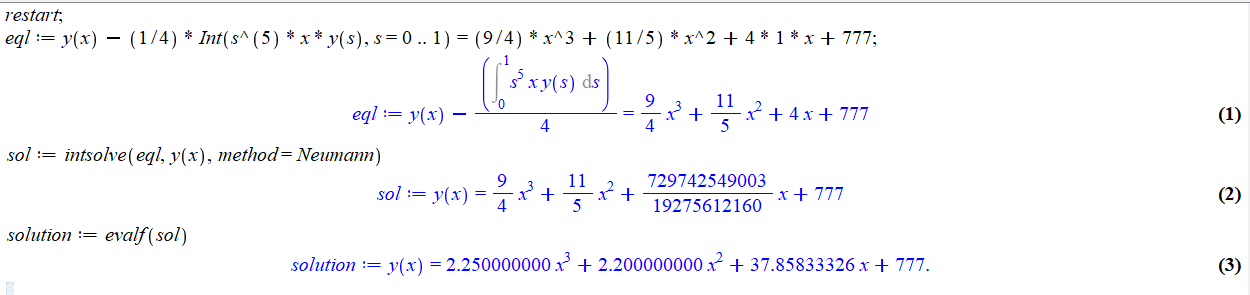 restart;
eql := y(x) − (1/4) * Int(s^(5) * x * y(s), s = 0 .. 1) = (9/4) * x^3 + (11/5) * x^2 + 4 * 1 * x + 777;
eql := y(x) − (∫₀¹ s⁵ x y(s) ds)/4 = 9/4 x³ + 11/5 x² + 4 x + 777 (1)
sol := intsolve(eql, y(x), method = Neumann)
sol := y(x) = 9/4 x³ + 11/5 x² + 729742549003/19275612160 x + 777 (2)
solution := evalf(sol)
solution := y(x) = 2.250000000 x³ + 2.200000000 x² + 37.85833326 x + 777. (3)